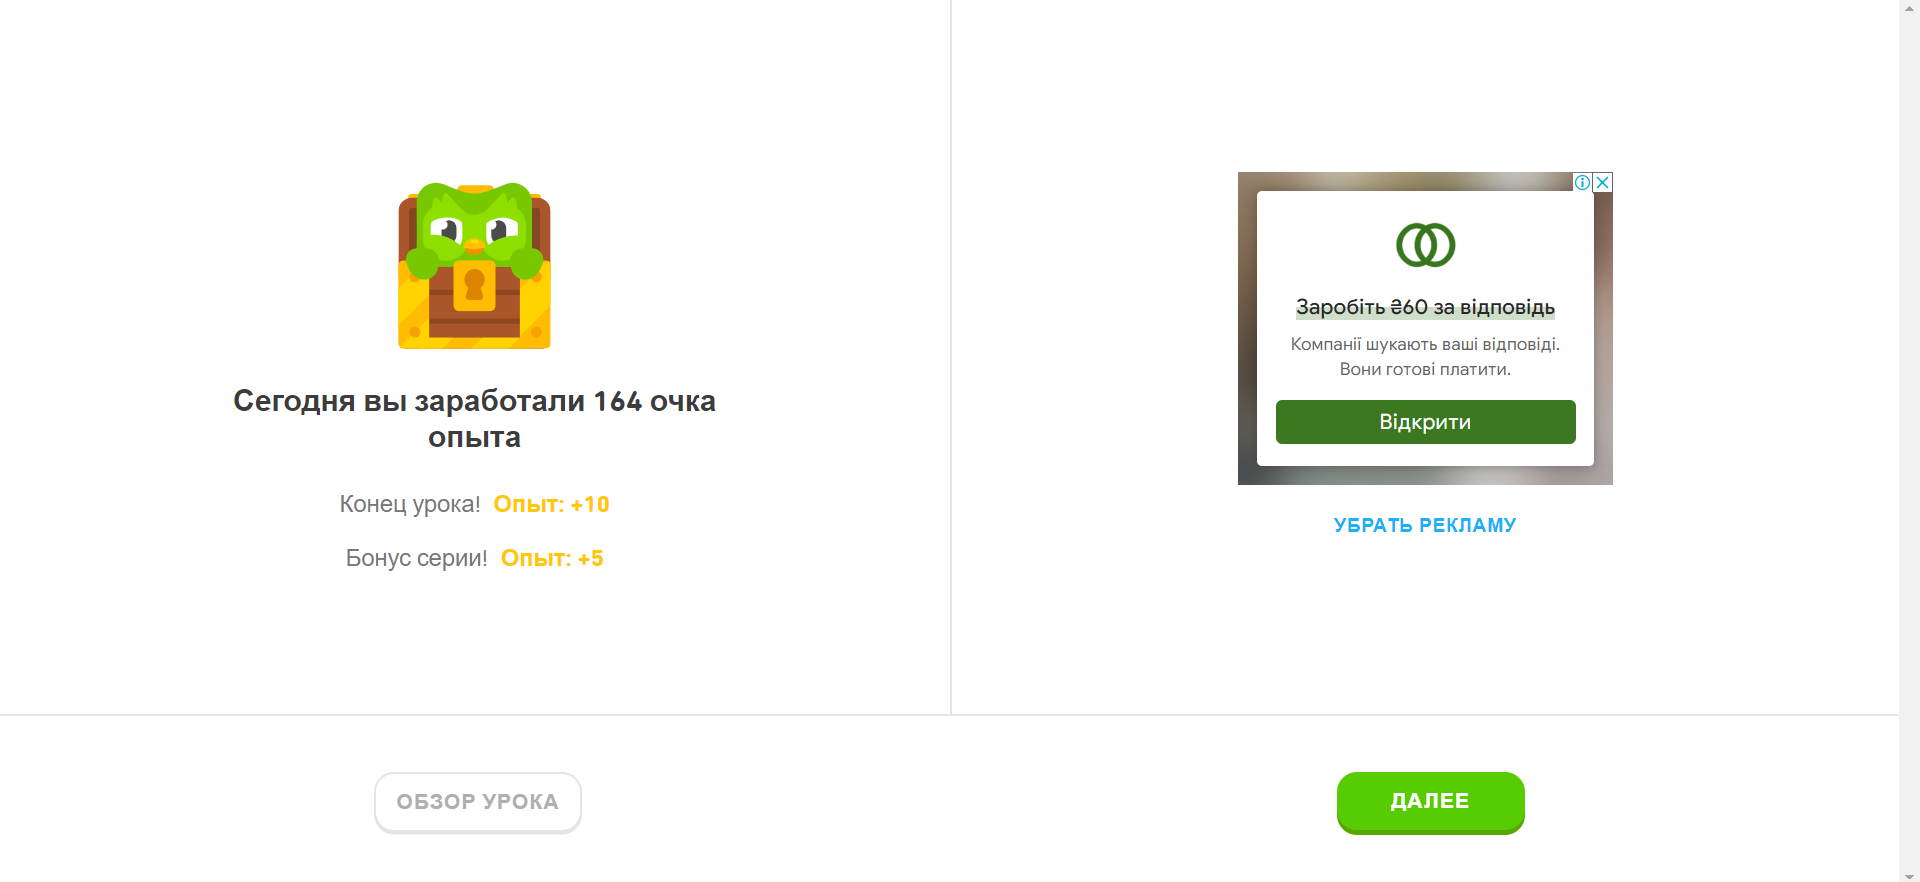 Сегодня вы заработали 164 очка
опыта
Конец урока! Опыт: +10
Бонус серии! Опыт: +5
Заробіть ₴60 за відповідь
Компанії шукають ваші відповіді.
Вони готові платити.
Відкрити
УБРАТЬ РЕКЛАМУ
ОБЗОР УРОКА
ДАЛЕЕ